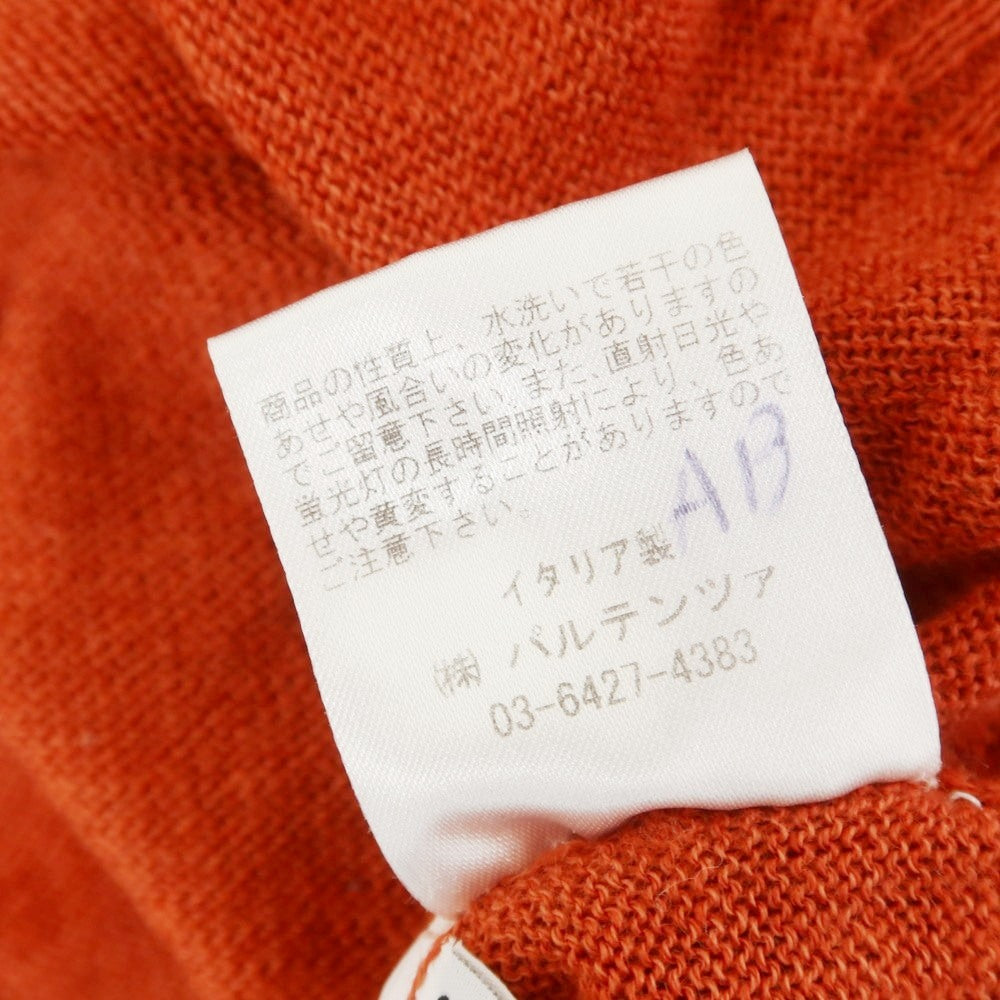 商品の性質上、水洗いで若干の色
あせや風合いの変化がありますの
でご留意下さい。また、直射日光や
蛍光灯の長時間照射により、色あ
せや黄変することがありますので
ご注意下さい。
AB
イタリア製
㈱ バルテンツァ
03-6427-4383